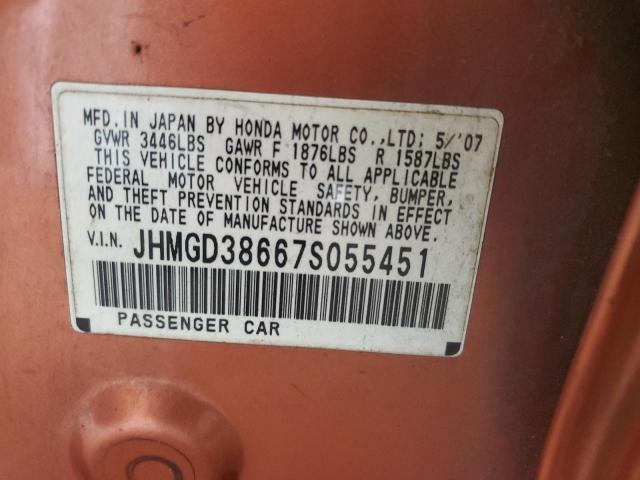 MFD. IN JAPAN BY HONDA MOTOR CO., LTD; 5/'07
GVWR 3446LBS GAWR F 1876LBS R 1587LBS
THIS VEHICLE CONFORMS TO ALL APPLICABLE
FEDERAL MOTOR VEHICLE SAFETY, BUMPER,
AND THEFT PREVENTION STANDARDS IN EFFECT
ON THE DATE OF MANUFACTURE SHOWN ABOVE.
V.I.N. JHMGD38667S055451
PASSENGER CAR